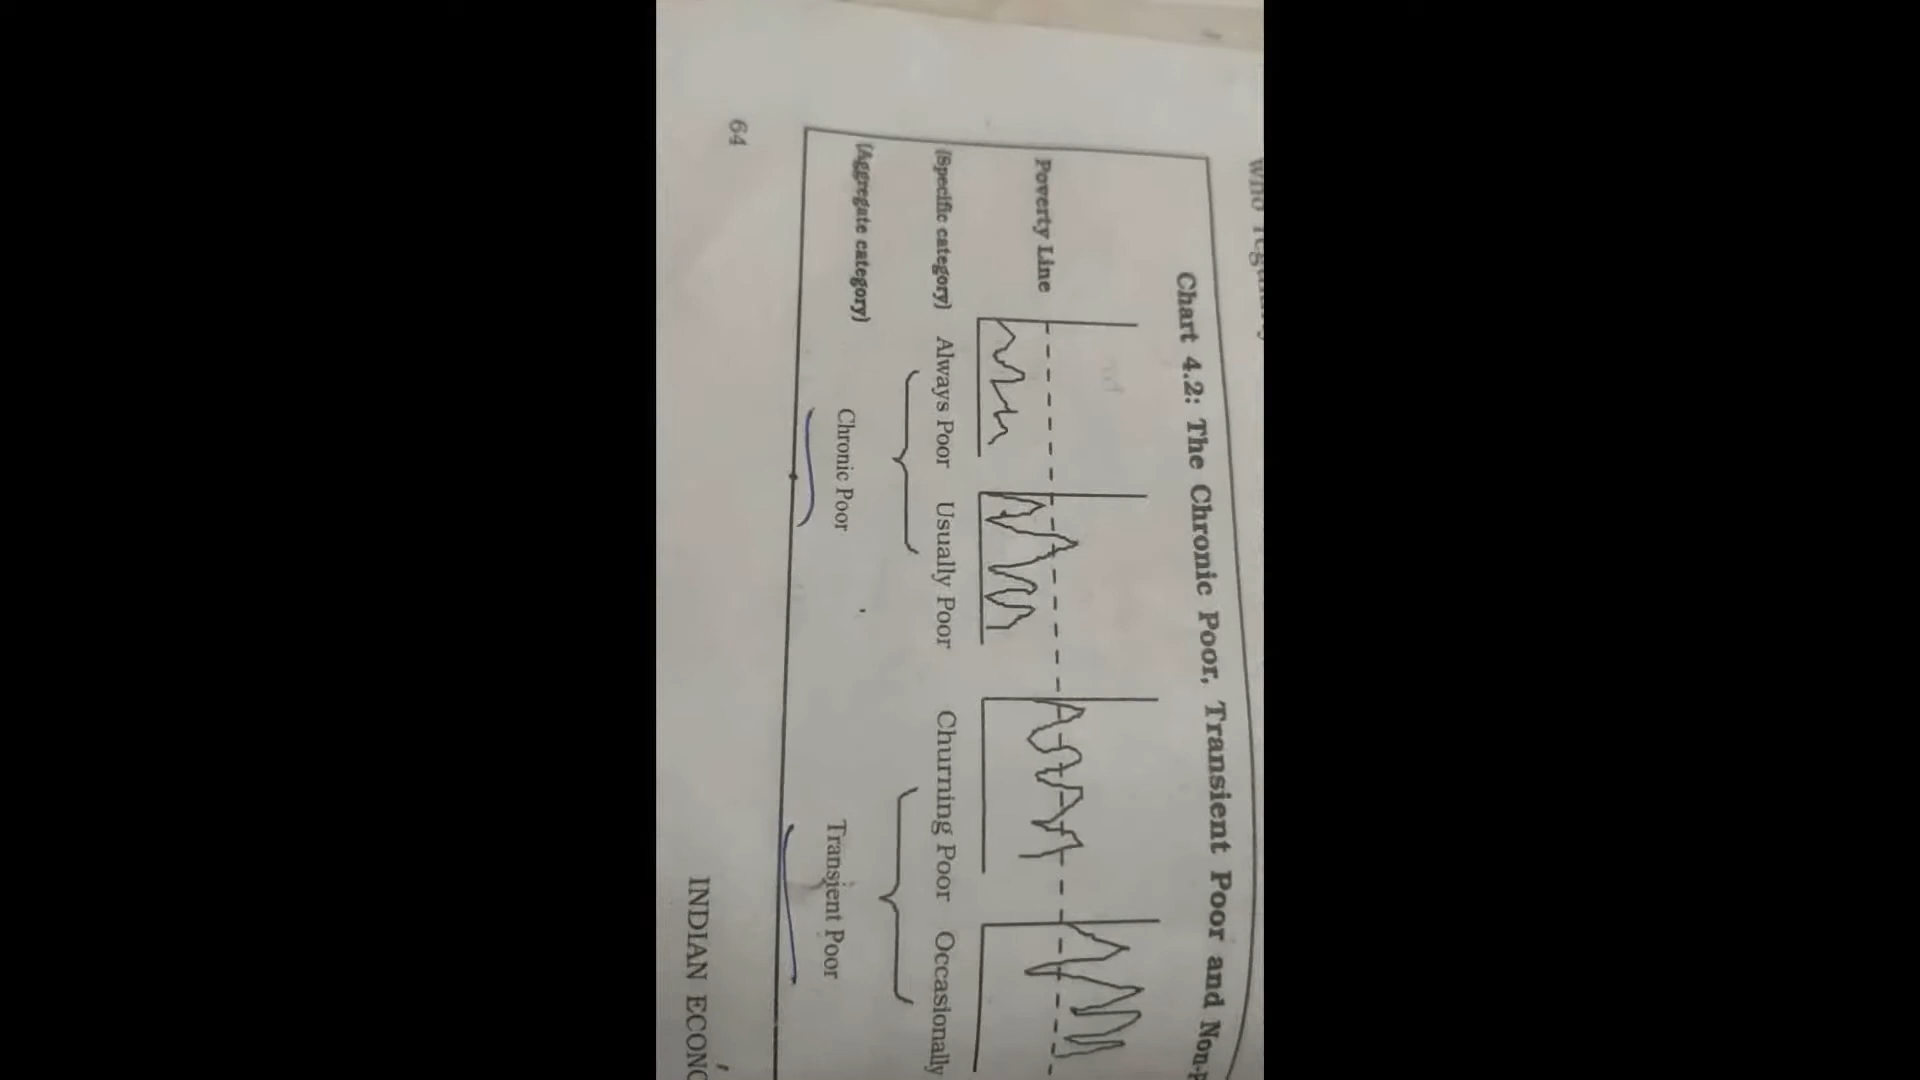 Chart 4.2: The Chronic Poor, Transient Poor and Non-p
Poverty Line
(Specific category) Always Poor Usually Poor Churning Poor Occasionally
(Aggregate category) Chronic Poor Transient Poor
64 INDIAN ECONO